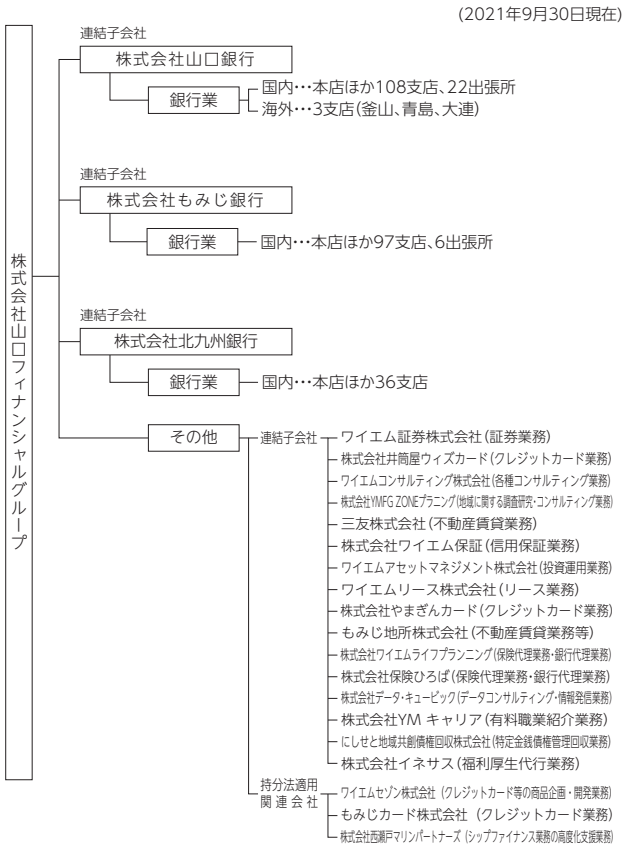 (2021年9月30日現在)
株式会社山口フィナンシャルグループ
連結子会社
株式会社山口銀行
銀行業
国内…本店ほか108支店、22出張所
海外…3支店(釜山、青島、大連)
連結子会社
株式会社もみじ銀行
銀行業
国内…本店ほか97支店、6出張所
連結子会社
株式会社北九州銀行
銀行業
国内…本店ほか36支店
その他
連結子会社
ワイエム証券株式会社(証券業務)
株式会社井筒屋ウィズカード(クレジットカード業務)
ワイエムコンサルティング株式会社(各種コンサルティング業務)
株式会社YMFG ZONEプラニング(地域に関する調査研究・コンサルティング業務)
三友株式会社(不動産賃貸業務)
株式会社ワイエム保証(信用保証業務)
ワイエムアセットマネジメント株式会社(投資運用業務)
ワイエムリース株式会社(リース業務)
株式会社やまぎんカード(クレジットカード業務)
もみじ地所株式会社(不動産賃貸業務等)
株式会社ワイエムライフプランニング(保険代理業務・銀行代理業務)
株式会社保険ひろば(保険代理業務・銀行代理業務)
株式会社データ・キュービック(データコンサルティング・情報発信業務)
株式会社YM キャリア(有料職業紹介業務)
にしせと地域共創債権回収株式会社(特定金銭債権管理回収業務)
株式会社イネサス(福利厚生代行業務)
持分法適用
関連会社
ワイエムセゾン株式会社 (クレジットカード等の商品企画・開発業務)
もみじカード株式会社 (クレジットカード業務)
株式会社西瀬戸マリンパートナーズ (シップファイナンス業務の高度化支援業務)